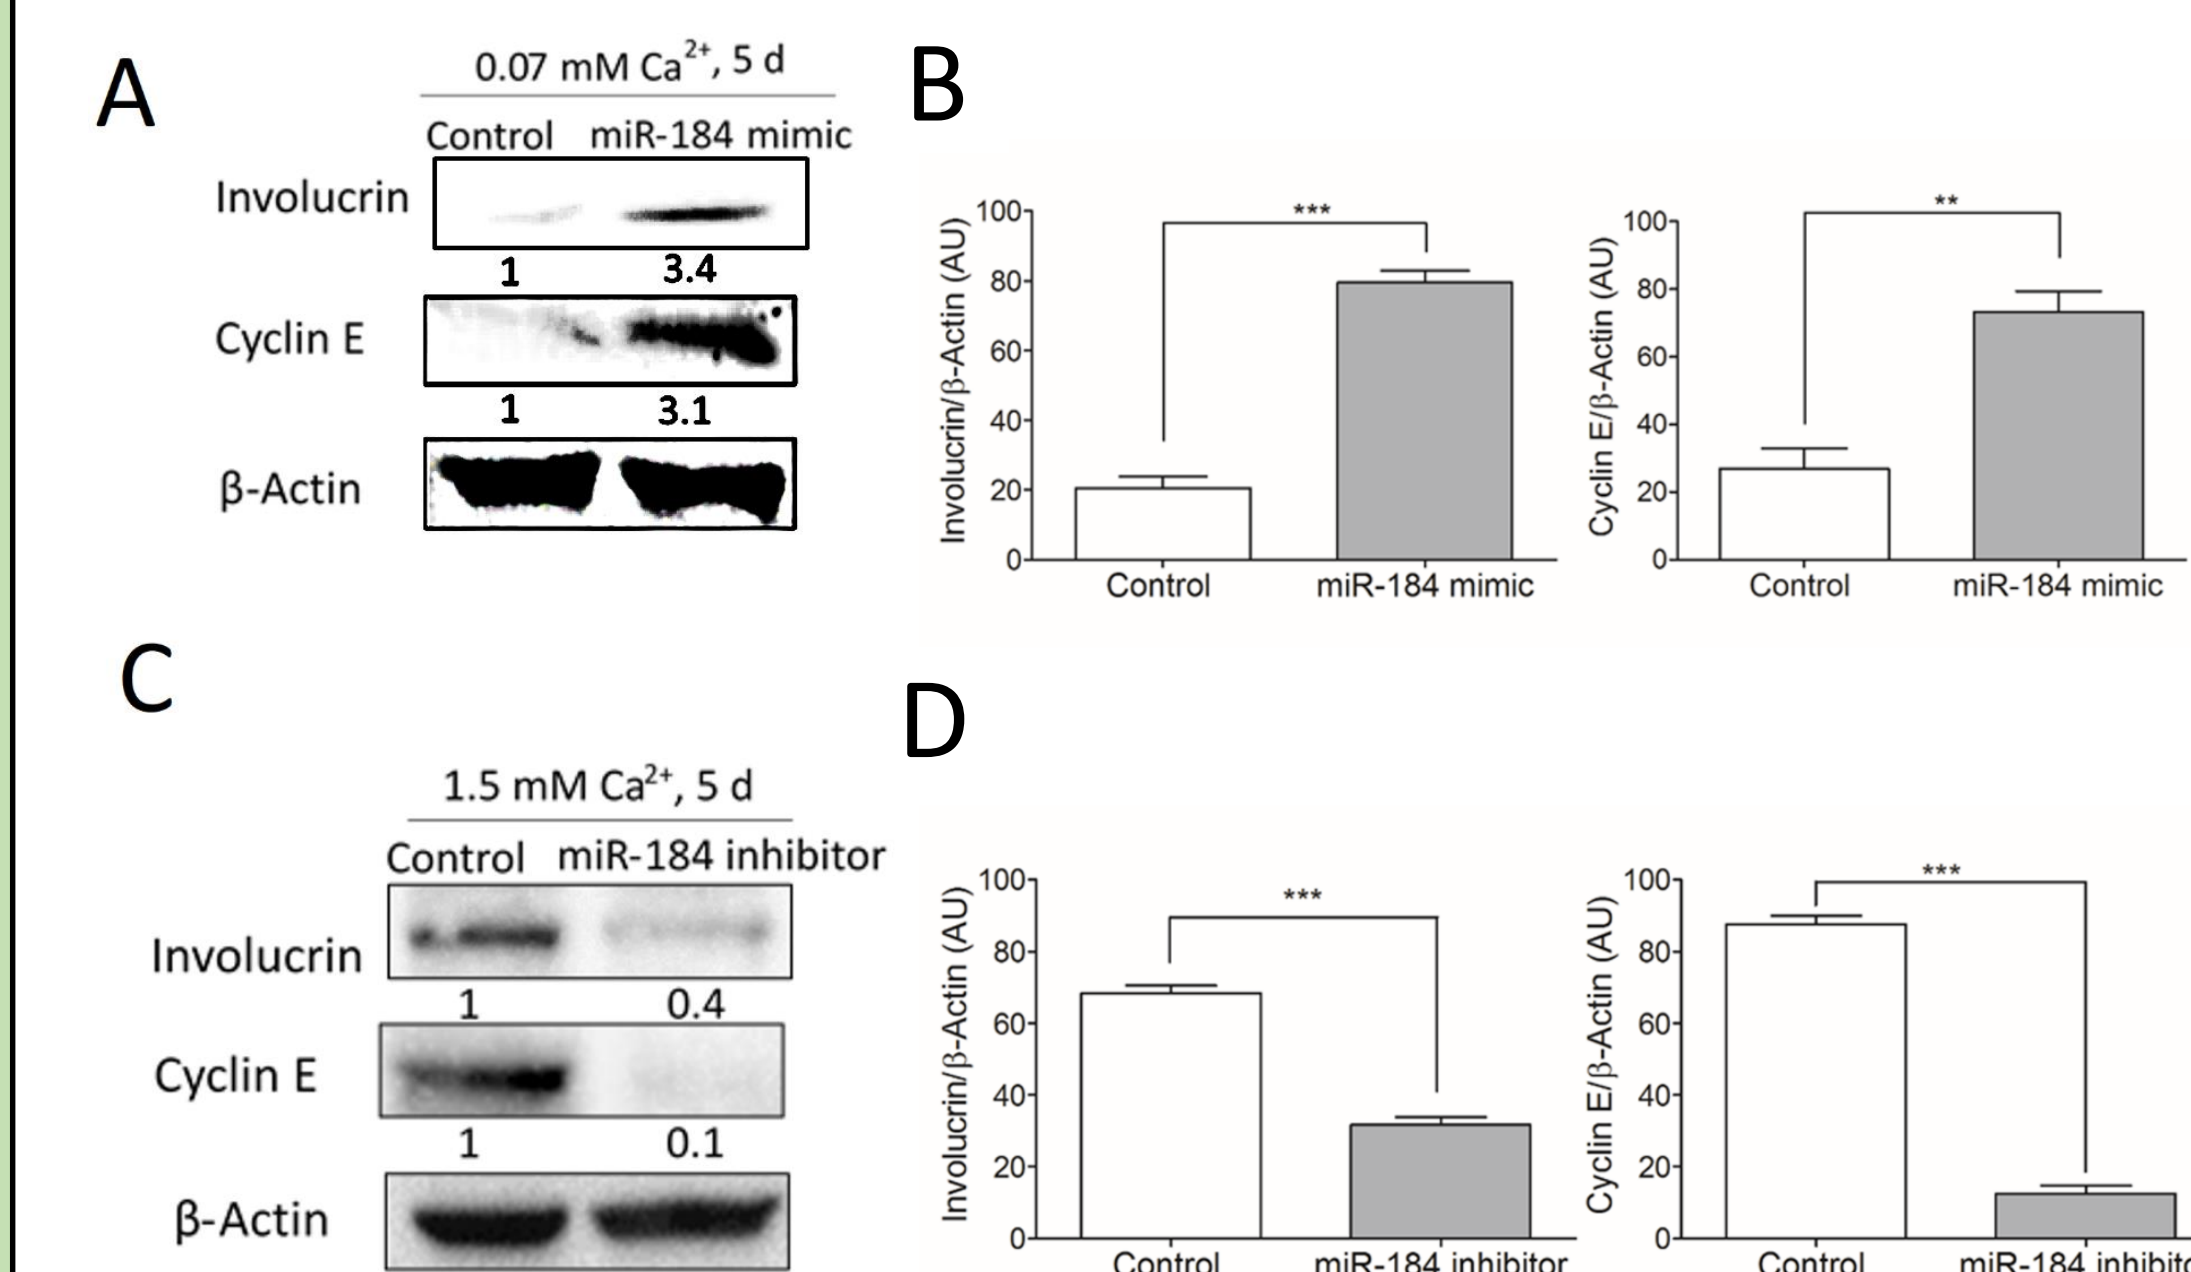 A
0.07 mM Ca2+, 5 d
Control miR-184 mimic
Involucrin
1 3.4
Cyclin E
1 3.1
β-Actin
B
Involucrin/β-Actin (AU)
100
80
60
40
20
0
***
Control miR-184 mimic
Cyclin E/β-Actin (AU)
100
80
60
40
20
0
**
Control miR-184 mimic
C
1.5 mM Ca2+, 5 d
Control miR-184 inhibitor
Involucrin
1 0.4
Cyclin E
1 0.1
β-Actin
D
Involucrin/β-Actin (AU)
100
80
60
40
20
0
***
Control miR-184 inhibitor
Cyclin E/β-Actin (AU)
100
80
60
40
20
0
***
Control miR-184 inhibito